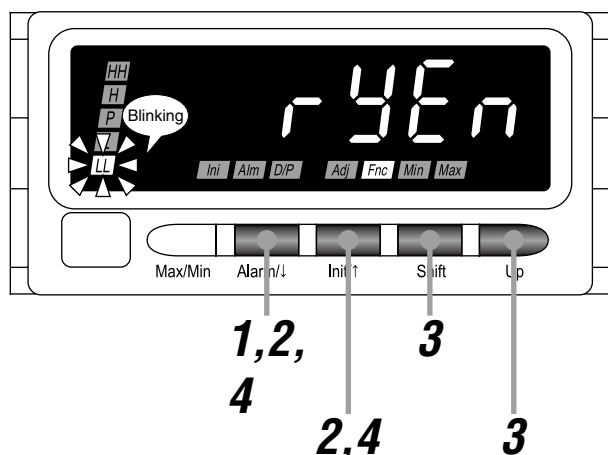 HH
H
P
L
LL
Blinking
r yEn
Ini Alm D/P Adj Fnc Min Max
Max/Min Alarm/↓ Init/↑ Shift Up
1,2,
4
2,4
3
3